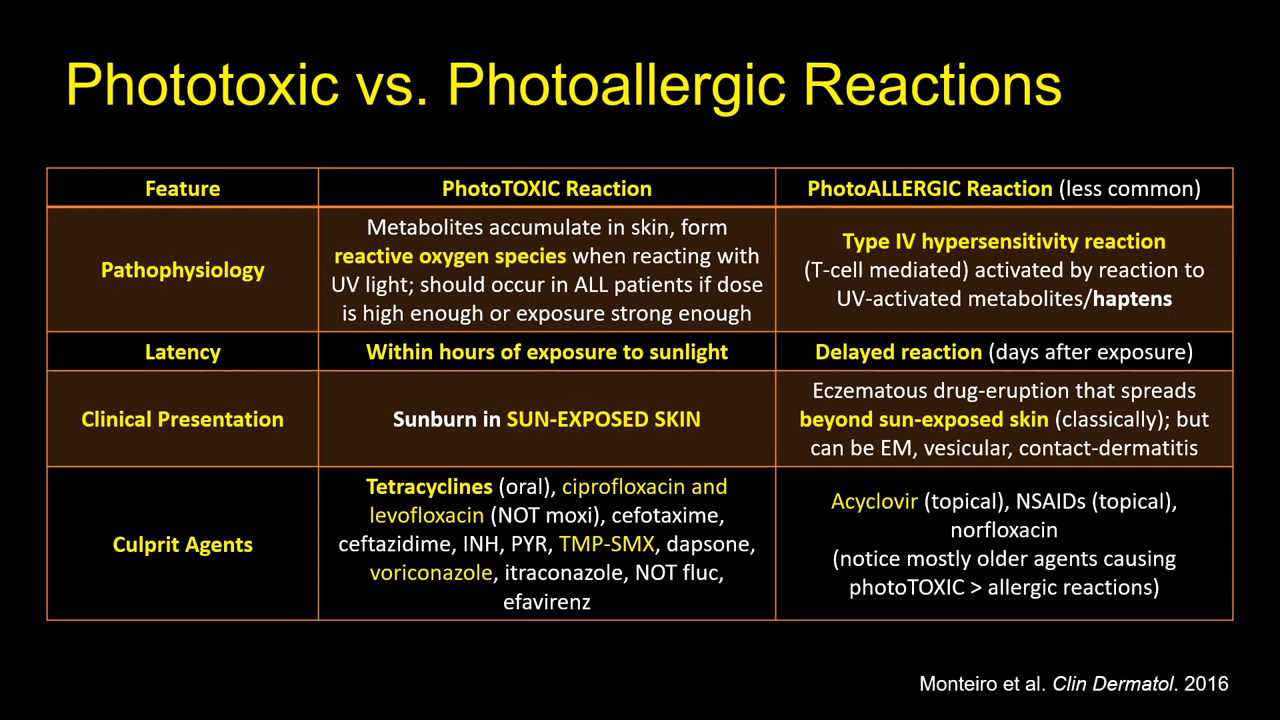 Phototoxic vs. Photoallergic Reactions
Feature
PhotoTOXIC Reaction
PhotoALLERGIC Reaction (less common)
Pathophysiology
Metabolites accumulate in skin, form
reactive oxygen species when reacting with
UV light; should occur in ALL patients if dose
is high enough or exposure strong enough
Type IV hypersensitivity reaction
(T-cell mediated) activated by reaction to
UV-activated metabolites/haptens
Latency
Within hours of exposure to sunlight
Delayed reaction (days after exposure)
Clinical Presentation
Sunburn in SUN-EXPOSED SKIN
Eczematous drug-eruption that spreads
beyond sun-exposed skin (classically); but
can be EM, vesicular, contact-dermatitis
Culprit Agents
Tetracyclines (oral), ciprofloxacin and
levofloxacin (NOT moxi), cefotaxime,
ceftazidime, INH, PYR, TMP-SMX, dapsone,
voriconazole, itraconazole, NOT fluc,
efavirenz
Acyclovir (topical), NSAIDs (topical),
norfloxacin
(notice mostly older agents causing
photoTOXIC > allergic reactions)
Monteiro et al. Clin Dermatol. 2016